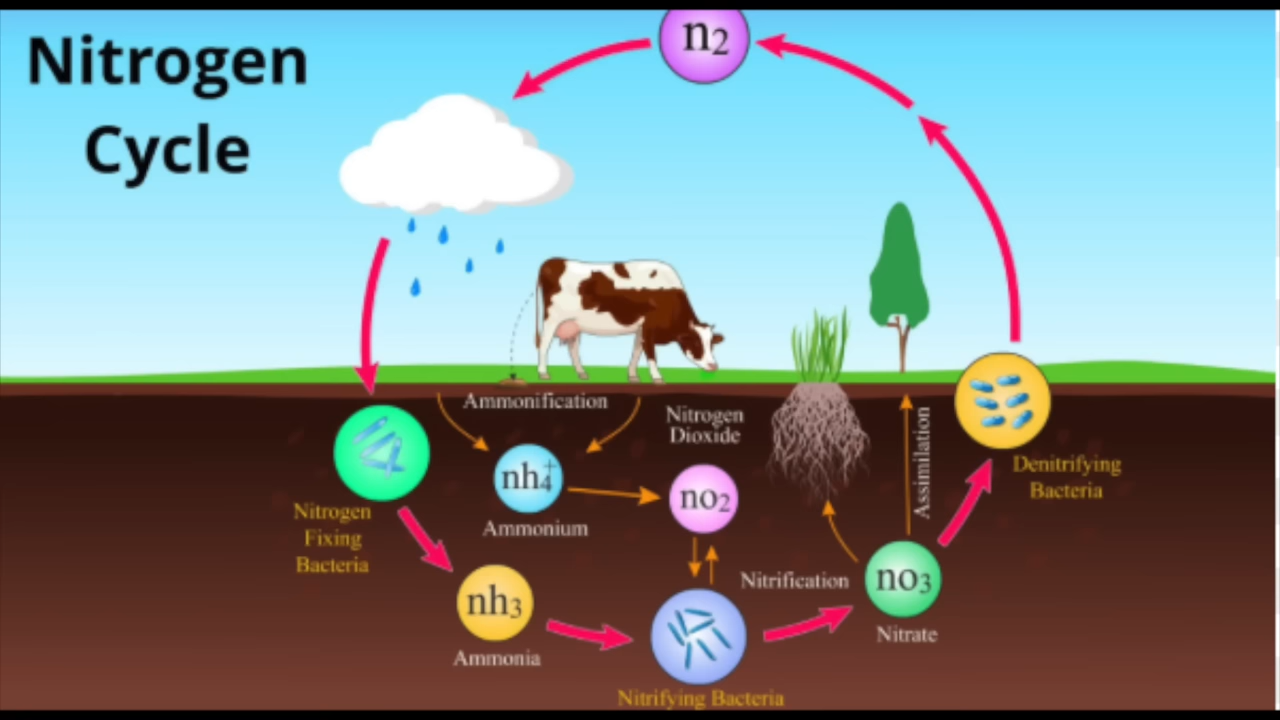 Nitrogen
Cycle
n₂
Ammonification
Nitrogen
Dioxide
nh₄⁺
Ammonium
no₂
Assimilation
Denitrifying
Bacteria
Nitrogen
Fixing
Bacteria
nh₃
Ammonia
Nitrification
no₃
Nitrate
Nitrifying Bacteria